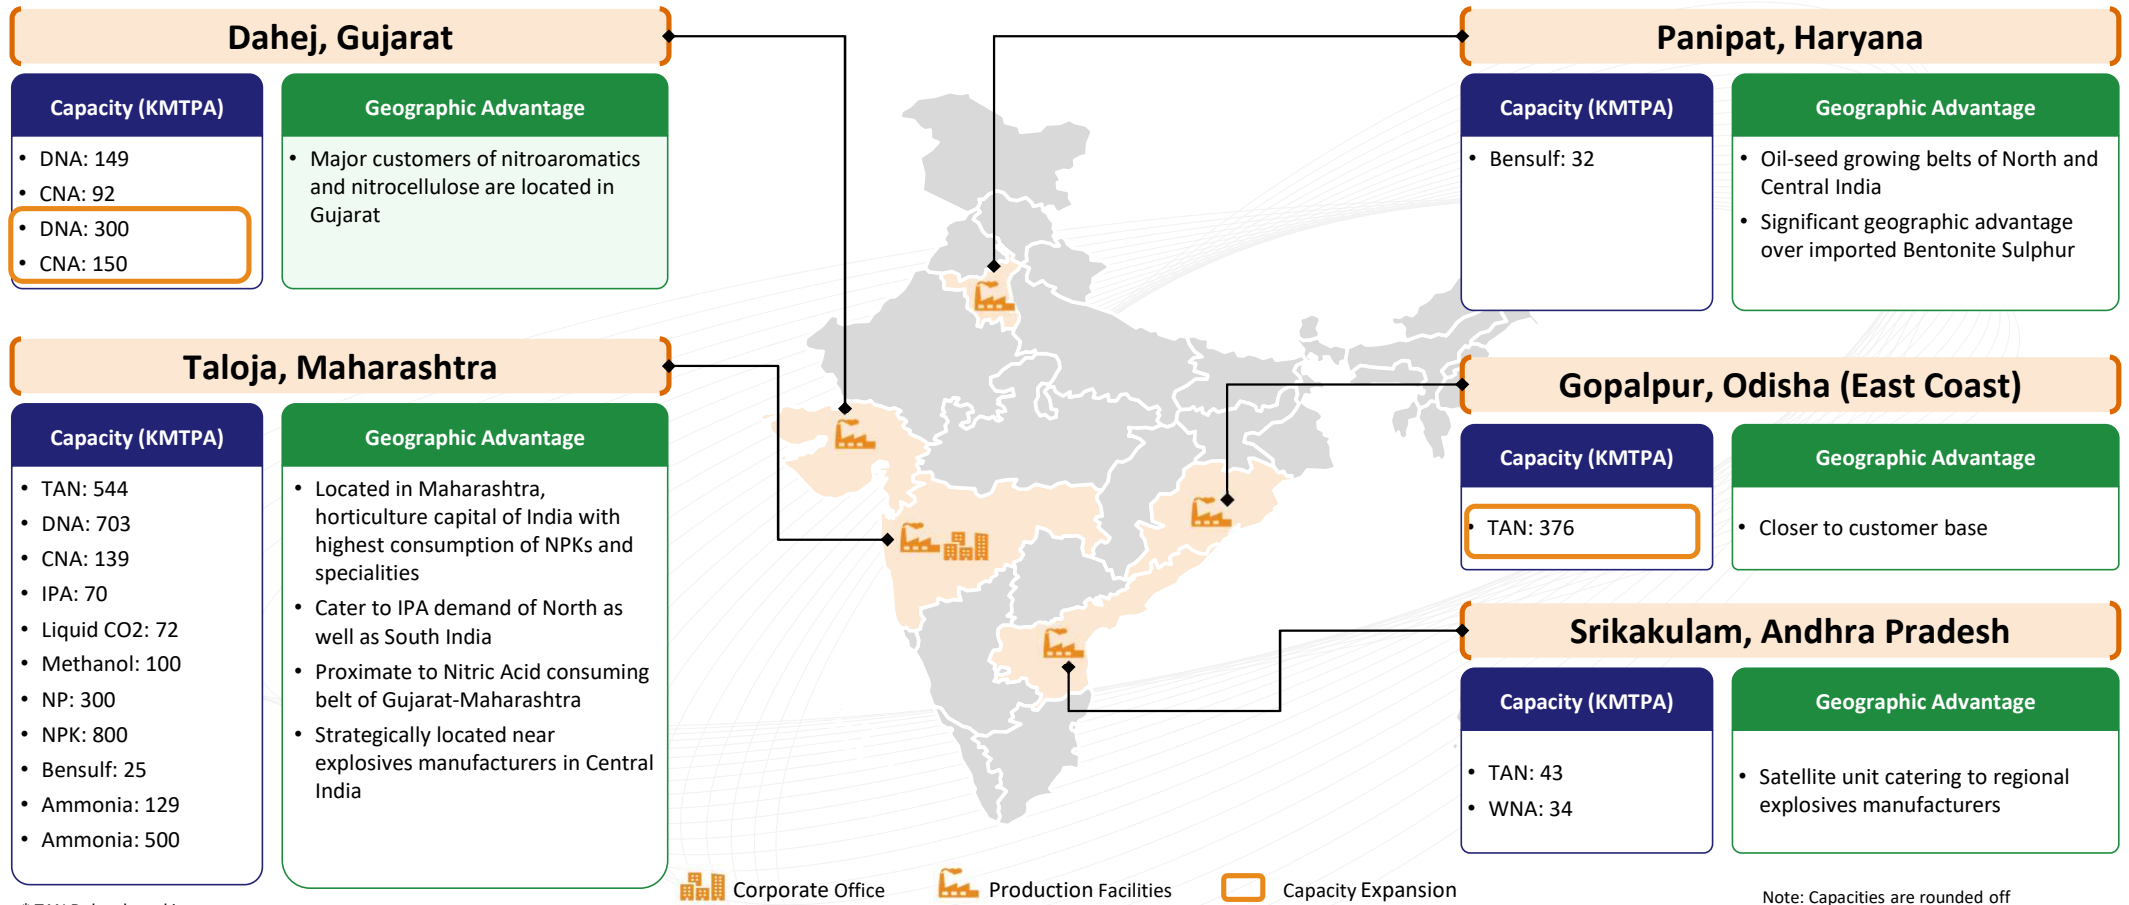 Dahej, Gujarat
Capacity (KMTPA)
• DNA: 149
• CNA: 92
• DNA: 300
• CNA: 150
Geographic Advantage
• Major customers of nitroaromatics
and nitrocellulose are located in
Gujarat
Taloja, Maharashtra
Capacity (KMTPA)
• TAN: 544
• DNA: 703
• CNA: 139
• IPA: 70
• Liquid CO2: 72
• Methanol: 100
• NP: 300
• NPK: 800
• Bensulf: 25
• Ammonia: 129
• Ammonia: 500
Geographic Advantage
• Located in Maharashtra,
horticulture capital of India with
highest consumption of NPKs and
specialities
• Cater to IPA demand of North as
well as South India
• Proximate to Nitric Acid consuming
belt of Gujarat-Maharashtra
• Strategically located near
explosives manufacturers in Central
India
Panipat, Haryana
Capacity (KMTPA)
• Bensulf: 32
Geographic Advantage
• Oil-seed growing belts of North and
Central India
• Significant geographic advantage
over imported Bentonite Sulphur
Gopalpur, Odisha (East Coast)
Capacity (KMTPA)
• TAN: 376
Geographic Advantage
• Closer to customer base
Srikakulam, Andhra Pradesh
Capacity (KMTPA)
• TAN: 43
• WNA: 34
Geographic Advantage
• Satellite unit catering to regional
explosives manufacturers
Corporate Office
Production Facilities
Capacity Expansion
Note: Capacities are rounded off